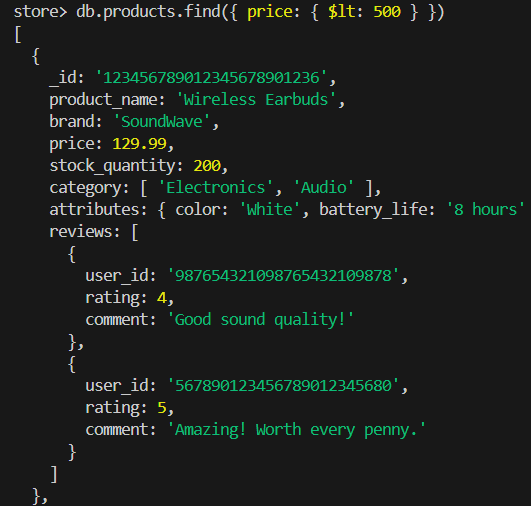 store> db.products.find({ price: { $lt: 500 } })
[
  {
    _id: '123456789012345678901236',
    product_name: 'Wireless Earbuds',
    brand: 'SoundWave',
    price: 129.99,
    stock_quantity: 200,
    category: [ 'Electronics', 'Audio' ],
    attributes: { color: 'White', battery_life: '8 hours'
    reviews: [
      {
        user_id: '987654321098765432109878',
        rating: 4,
        comment: 'Good sound quality!'
      },
      {
        user_id: '567890123456789012345680',
        rating: 5,
        comment: 'Amazing! Worth every penny.'
      }
    ]
  },